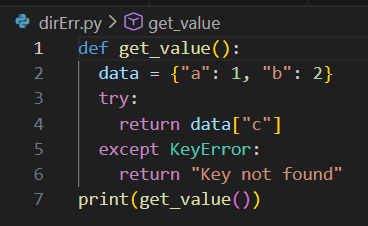 dirErr.py > get_value
1 def get_value():
2   data = {"a": 1, "b": 2}
3   try:
4     return data["c"]
5   except KeyError:
6     return "Key not found"
7 print(get_value())